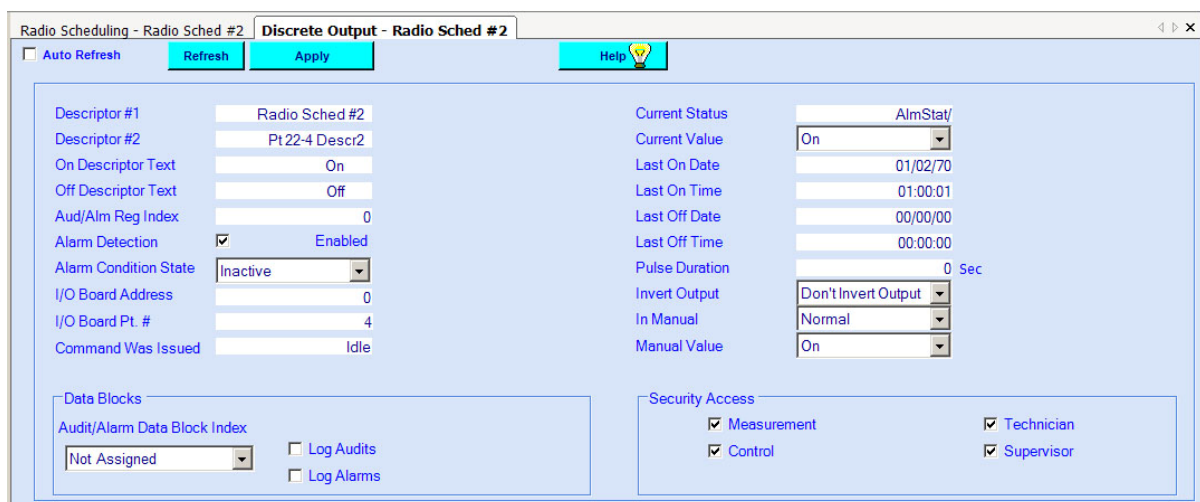 Radio Scheduling - Radio Sched #2 Discrete Output - Radio Sched #2
Auto Refresh Refresh Apply Help
Descriptor #1 Radio Sched #2
Descriptor #2 Pt 22-4 Descr2
On Descriptor Text On
Off Descriptor Text Off
Aud/Alm Reg Index 0
Alarm Detection Enabled
Alarm Condition State Inactive
I/O Board Address 0
I/O Board Pt. # 4
Command Was Issued Idle
Current Status AlmStat/
Current Value On
Last On Date 01/02/70
Last On Time 01:00:01
Last Off Date 00/00/00
Last Off Time 00:00:00
Pulse Duration 0 Sec
Invert Output Don't Invert Output
In Manual Normal
Manual Value On
Data Blocks
Audit/Alarm Data Block Index
Not Assigned
Log Audits
Log Alarms
Security Access
Measurement Technician
Control Supervisor